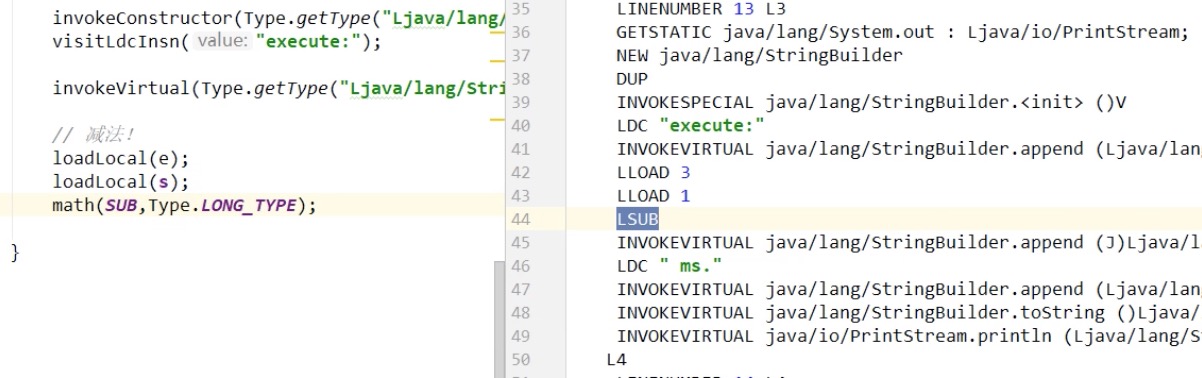 invokeConstructor(Type.getType("Ljava/lang/
visitLdcInsn( value: "execute:");
invokeVirtual(Type.getType("Ljava/lang/Stri
// 减法!
loadLocal(e);
loadLocal(s);
math(SUB,Type.LONG_TYPE);
}
35 LINENUMBER 13 L3
36 GETSTATIC java/lang/System.out : Ljava/io/PrintStream;
37 NEW java/lang/StringBuilder
38 DUP
39 INVOKESPECIAL java/lang/StringBuilder.<init> ()V
40 LDC "execute:"
41 INVOKEVIRTUAL java/lang/StringBuilder.append (Ljava/lan
42 LLOAD 3
43 LLOAD 1
44 LSUB
45 INVOKEVIRTUAL java/lang/StringBuilder.append (J)Ljava/l
46 LDC " ms."
47 INVOKEVIRTUAL java/lang/StringBuilder.append (Ljava/lan
48 INVOKEVIRTUAL java/lang/StringBuilder.toString ()Ljava/
49 INVOKEVIRTUAL java/io/PrintStream.println (Ljava/lang/S
50 L4